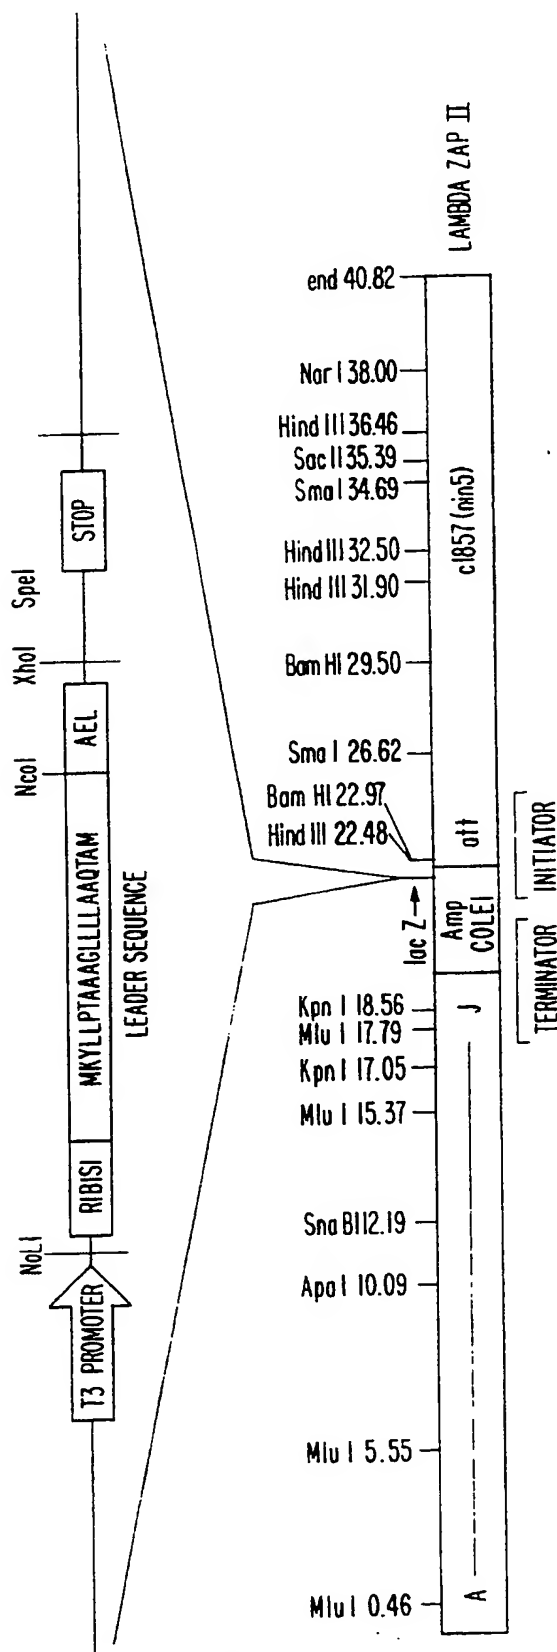 NoL1
NcoI
XhoI
SpeI
T3 PROMOTER
RIBISI
MKYLLPTAAAGLLLLAAQTAM
AEL
STOP
LEADER SEQUENCE
Mlu I 0.46
Mlu I 5.55
Apa I 10.09
Sna BI 12.19
Mlu I 15.37
Kpn I 17.05
Mlu I 17.79
Kpn I 18.56
lac Z
Hind III 22.48
Bam HI 22.97
Sma I 26.62
Bam HI 29.50
Hind III 31.90
Hind III 32.50
Sma I 34.69
Sac II 35.39
Hind III 36.46
Nar I 38.00
end 40.82
A
J
Amp
COLE1
att
c1857 (nin5)
LAMBDA ZAP II
TERMINATOR
INITIATOR